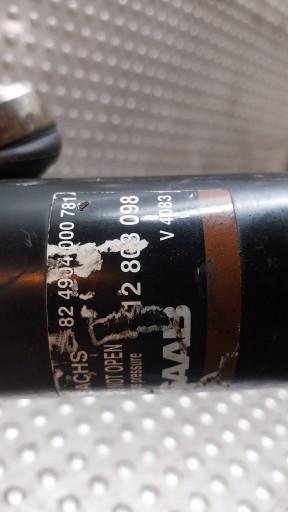 82 4904 000 781
12 803 098
V 4083
SACHS
NOT OPEN
pressure
SAAB